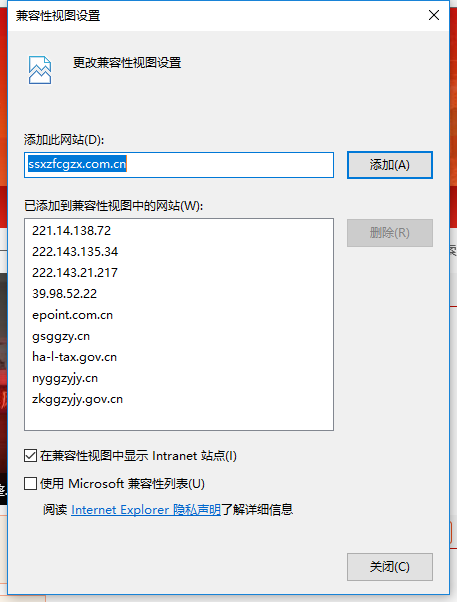 兼容性视图设置
更改兼容性视图设置
添加此网站(D):
ssxzfcgzx.com.cn
添加(A)
已添加到兼容性视图中的网站(W):
221.14.138.72
222.143.135.34
222.143.21.217
39.98.52.22
epoint.com.cn
gsggzy.cn
ha-l-tax.gov.cn
nyggzyjy.cn
zkggzyjy.gov.cn
删除(R)
在兼容性视图中显示 Intranet 站点(I)
使用 Microsoft 兼容性列表(U)
阅读 Internet Explorer 隐私声明了解详细信息
关闭(C)